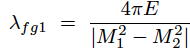 λ_{fg1} = \frac{4πE}{|M_1^2 − M_2^2|}